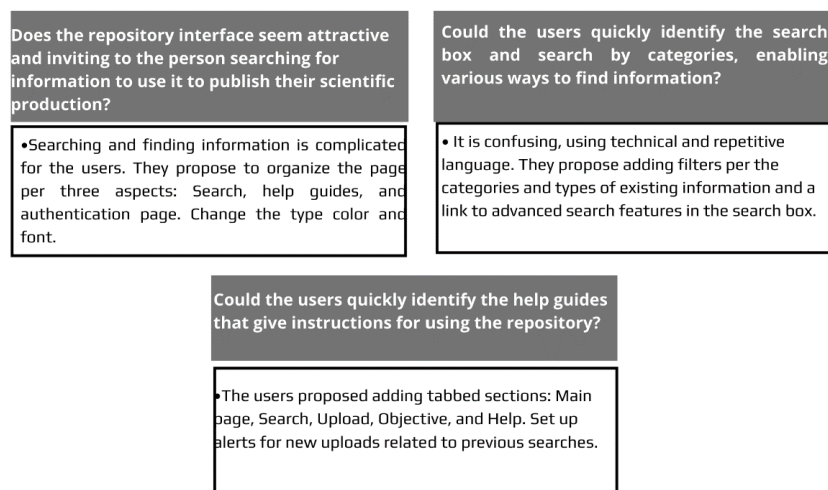 Does the repository interface seem attractive
and inviting to the person searching for
information to use it to publish their scientific
production?
•Searching and finding information is complicated
for the users. They propose to organize the page
per three aspects: Search, help guides, and
authentication page. Change the type color and
font.
Could the users quickly identify the search
box and search by categories, enabling
various ways to find information?
• It is confusing, using technical and repetitive
language. They propose adding filters per the
categories and types of existing information and a
link to advanced search features in the search box.
Could the users quickly identify the help guides
that give instructions for using the repository?
•The users proposed adding tabbed sections: Main
page, Search, Upload, Objective, and Help. Set up
alerts for new uploads related to previous searches.